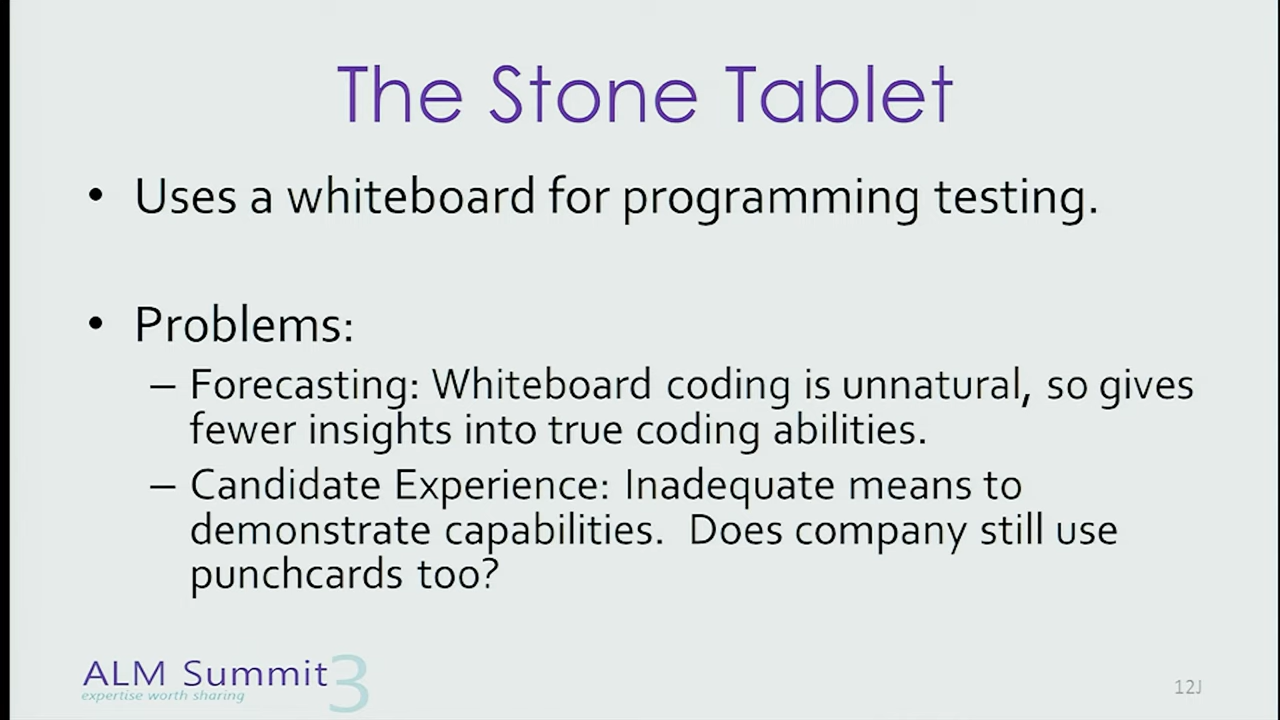 The Stone Tablet
• Uses a whiteboard for programming testing.
• Problems:
– Forecasting: Whiteboard coding is unnatural, so gives
fewer insights into true coding abilities.
– Candidate Experience: Inadequate means to
demonstrate capabilities.  Does company still use
punchcards too?
ALM Summit 3
expertise worth sharing
12J